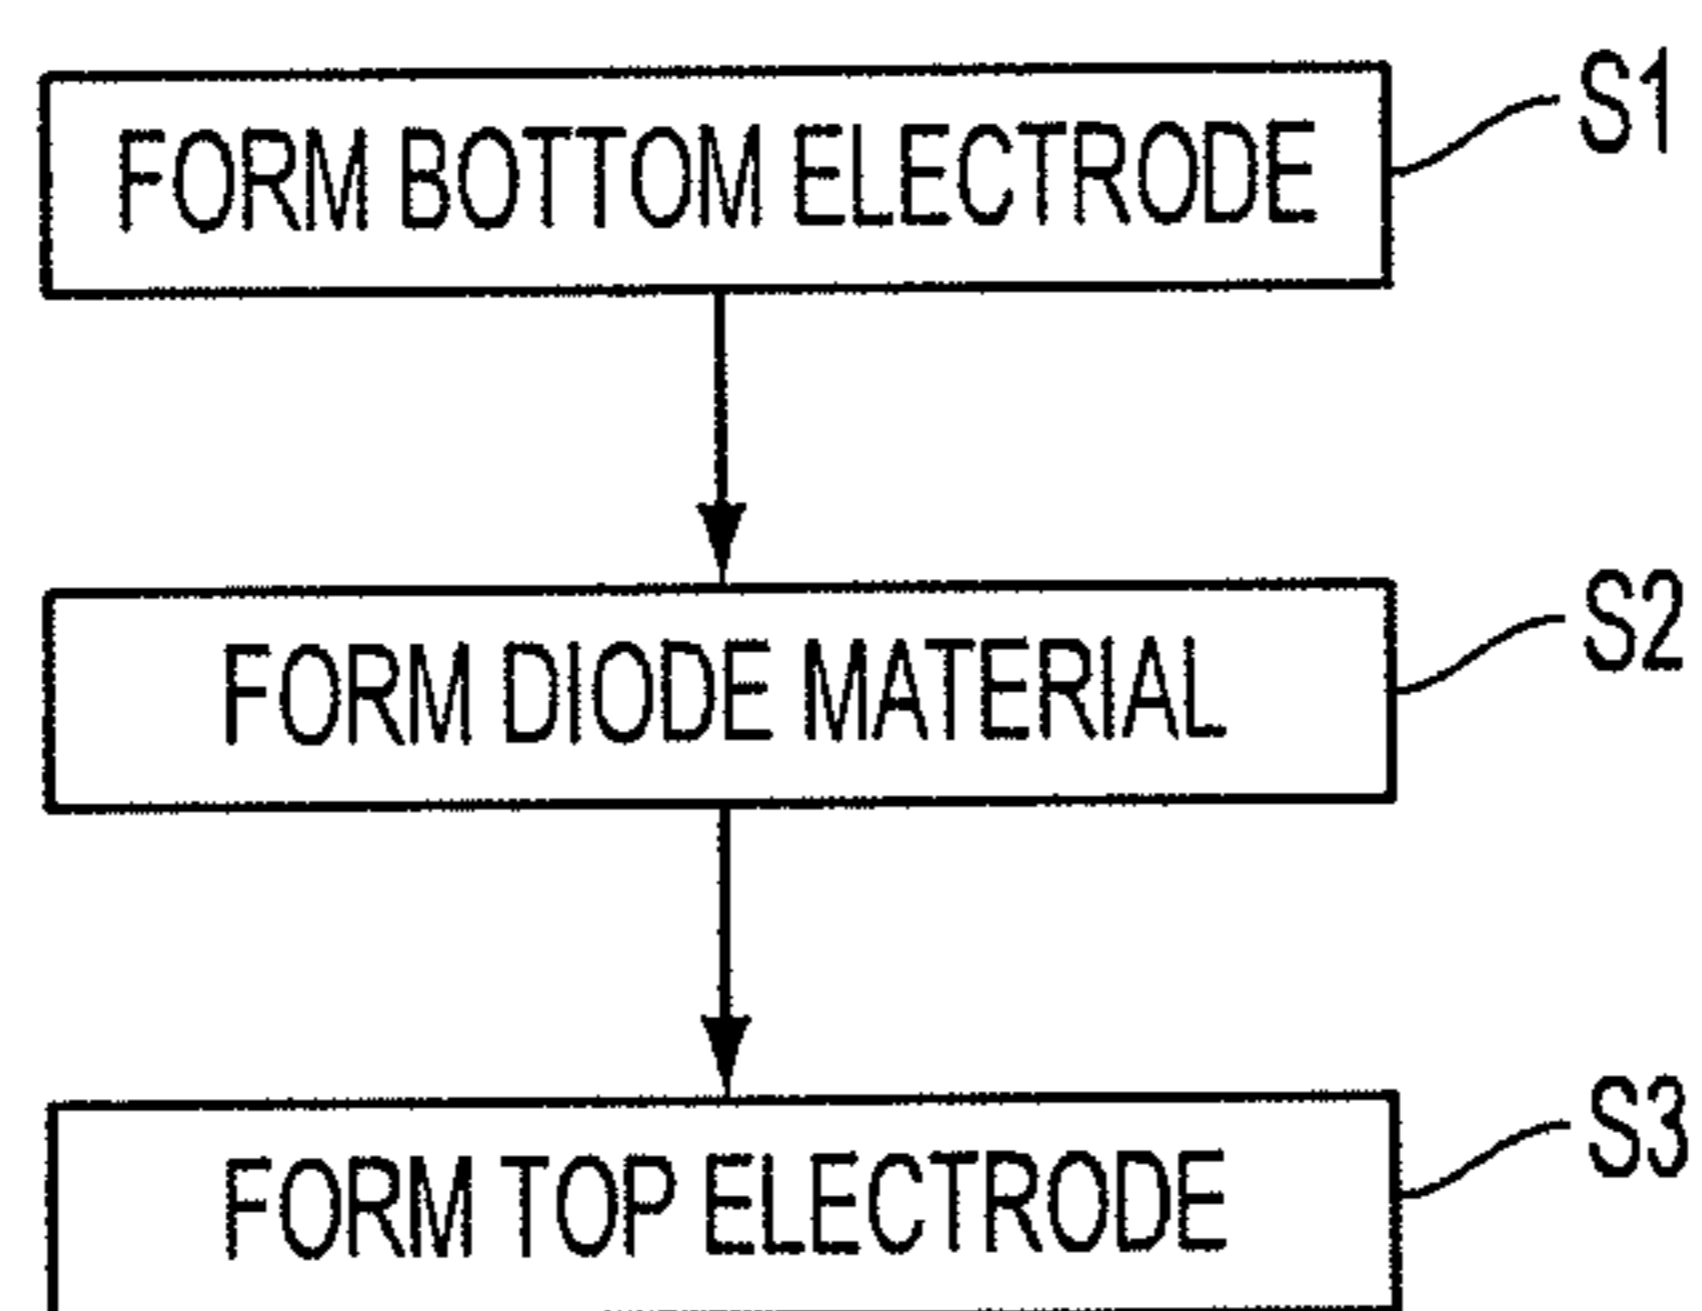 FORM BOTTOM ELECTRODE
S1
FORM DIODE MATERIAL
S2
FORM TOP ELECTRODE
S3